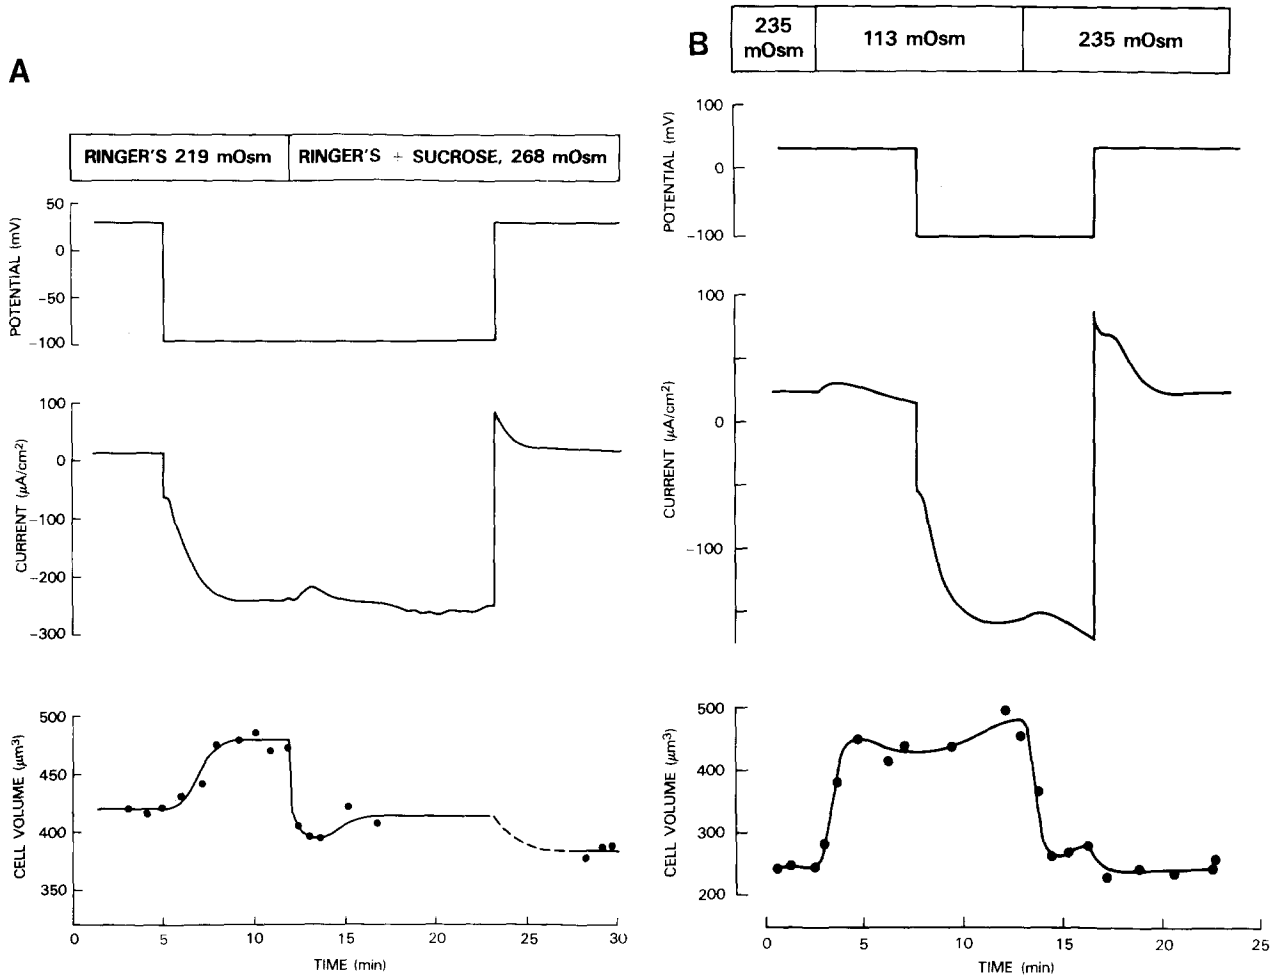 A
RINGER'S 219 mOsm
RINGER'S + SUCROSE, 268 mOsm
POTENTIAL (mV)
50
0
-50
-100
CURRENT (μA/cm2)
100
0
-100
-200
-300
CELL VOLUME (μm3)
500
450
400
350
0 5 10 15 20 25 30
TIME (min)
B
235 mOsm
113 mOsm
235 mOsm
POTENTIAL (mV)
100
0
-100
CURRENT (μA/cm2)
100
0
-100
CELL VOLUME (μm3)
500
400
300
200
0 5 10 15 20 25
TIME (min)